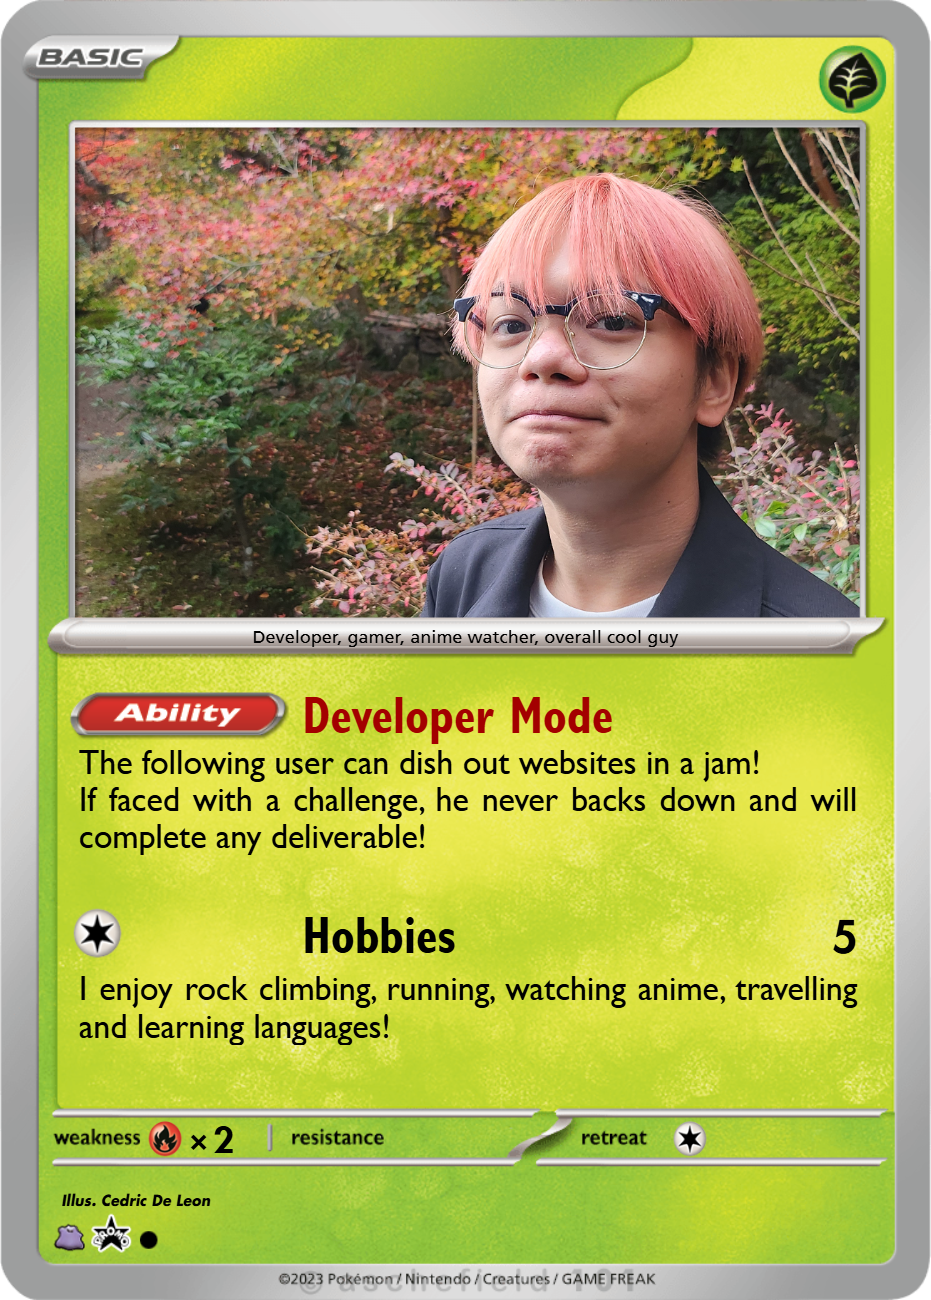 BASIC
Developer, gamer, anime watcher, overall cool guy
Ability Developer Mode
The following user can dish out websites in a jam!
If faced with a challenge, he never backs down and will
complete any deliverable!
Hobbies 5
I enjoy rock climbing, running, watching anime, travelling
and learning languages!
weakness ×2 resistance retreat
Illus. Cedric De Leon
PROMO
©2023 Pokémon / Nintendo / Creatures / GAME FREAK